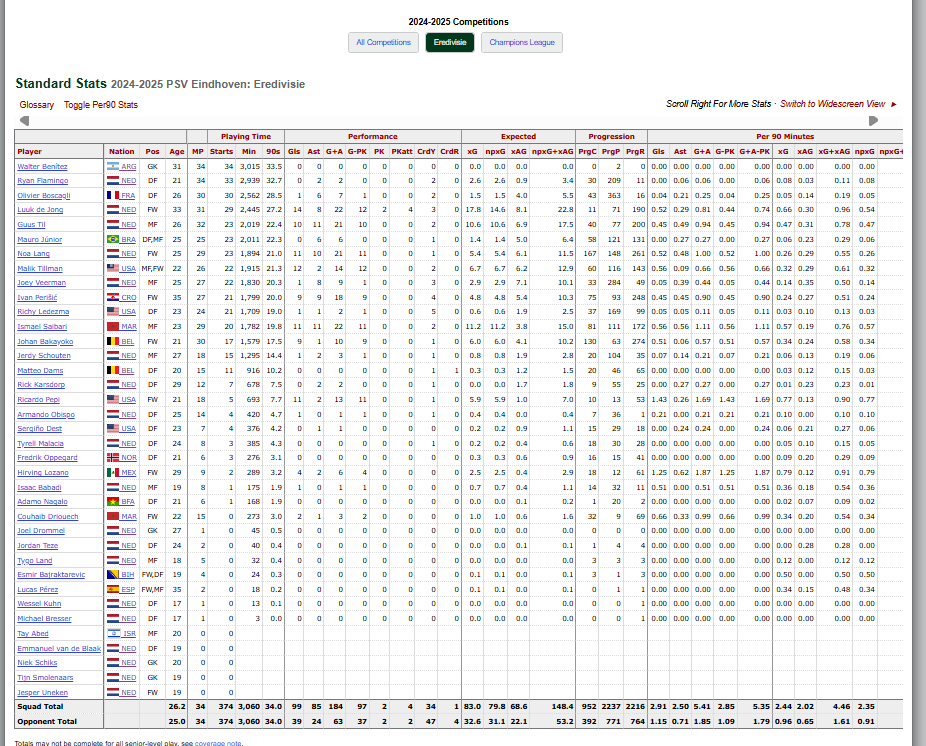 2024-2025 Competitions
All Competitions Eredivisie Champions League
Standard Stats 2024-2025 PSV Eindhoven: Eredivisie
Glossary Toggle Per90 Stats Scroll Right For More Stats · Switch to Widescreen View ►
Playing Time Performance Expected Progression Per 90 Minutes
Player Nation Pos Age MP Starts Min 90s Gls Ast G+A G-PK PK PKatt CrdY CrdR xG npxG xAG npxG+xAG PrgC PrgP PrgR Gls Ast G+A G-PK G+A-PK xG xAG xG+xAG npxG npxG+
Walter Benítez ARG GK 31 34 34 3,015 33.5 0 0 0 0 0 0 0 0 0.0 0.0 0.0 0.0 0 2 0 0.00 0.00 0.00 0.00 0.00 0.00 0.00 0.00 0.00
Ryan Flamingo NED DF 21 34 33 2,939 32.7 0 2 2 0 0 0 2 0 2.6 2.6 0.9 3.4 30 209 11 0.00 0.06 0.06 0.00 0.06 0.08 0.03 0.11 0.08
Olivier Boscagli FRA DF 26 30 30 2,562 28.5 1 6 7 1 0 0 2 0 1.5 1.5 4.0 5.5 43 363 16 0.04 0.21 0.25 0.04 0.25 0.05 0.14 0.19 0.05
Luuk de Jong NED FW 33 31 29 2,445 27.2 14 8 22 12 2 4 3 0 17.8 14.6 8.1 22.8 11 71 190 0.52 0.29 0.81 0.44 0.74 0.66 0.30 0.96 0.54
Guus Til NED MF 26 32 23 2,019 22.4 10 11 21 10 0 0 2 0 10.6 10.6 6.9 17.5 40 77 200 0.45 0.49 0.94 0.45 0.94 0.47 0.31 0.78 0.47
Mauro Júnior BRA DF,MF 25 25 23 2,011 22.3 0 6 6 0 0 0 1 0 1.4 1.4 5.0 6.4 58 121 131 0.00 0.27 0.27 0.00 0.27 0.06 0.23 0.29 0.06
Noa Lang NED FW 25 29 23 1,894 21.0 11 10 21 11 0 0 1 0 5.4 5.4 6.1 11.5 167 148 261 0.52 0.48 1.00 0.52 1.00 0.26 0.29 0.55 0.26
Malik Tillman USA MF,FW 22 26 22 1,915 21.3 12 2 14 12 0 0 2 0 6.7 6.7 6.2 12.9 60 116 143 0.56 0.09 0.66 0.56 0.66 0.32 0.29 0.61 0.32
Joey Veerman NED MF 25 27 22 1,830 20.3 1 8 9 1 0 0 3 0 2.9 2.9 7.1 10.1 33 284 49 0.05 0.39 0.44 0.05 0.44 0.14 0.35 0.50 0.14
Ivan Perišić CRO FW 35 27 21 1,799 20.0 9 9 18 9 0 0 4 0 4.8 4.8 5.4 10.3 75 93 248 0.45 0.45 0.90 0.45 0.90 0.24 0.27 0.51 0.24
Richy Ledezma USA DF 23 24 21 1,709 19.0 1 1 2 1 0 0 5 0 0.6 0.6 1.9 2.5 37 169 99 0.05 0.05 0.11 0.05 0.11 0.03 0.10 0.13 0.03
Ismael Saibari MAR MF 23 29 20 1,782 19.8 11 11 22 11 0 0 2 0 11.2 11.2 3.8 15.0 81 111 172 0.56 0.56 1.11 0.56 1.11 0.57 0.19 0.76 0.57
Johan Bakayoko BEL FW 21 30 17 1,579 17.5 9 1 10 9 0 0 1 0 6.0 6.0 4.1 10.2 130 63 274 0.51 0.06 0.57 0.51 0.57 0.34 0.24 0.58 0.34
Jerdy Schouten NED MF 27 18 15 1,295 14.4 1 2 3 1 0 0 1 0 0.8 0.8 1.9 2.8 20 104 35 0.07 0.14 0.21 0.07 0.21 0.06 0.13 0.19 0.06
Matteo Dams BEL DF 20 15 11 916 10.2 0 0 0 0 0 0 1 1 0.3 0.3 1.2 1.5 20 46 65 0.00 0.00 0.00 0.00 0.00 0.03 0.12 0.15 0.03
Rick Karsdorp NED DF 29 12 7 678 7.5 0 2 2 0 0 0 1 0 0.0 0.0 1.7 1.8 9 55 25 0.00 0.27 0.27 0.00 0.27 0.01 0.23 0.23 0.01
Ricardo Pepi USA FW 21 18 5 693 7.7 11 2 13 11 0 0 0 0 5.9 5.9 1.0 7.0 10 13 53 1.43 0.26 1.69 1.43 1.69 0.77 0.13 0.90 0.77
Armando Obispo NED DF 25 14 4 420 4.7 1 0 1 1 0 0 0 0 0.4 0.4 0.0 0.4 7 36 1 0.21 0.00 0.21 0.21 0.21 0.10 0.00 0.10 0.10
Sergiño Dest USA DF 23 7 4 376 4.2 0 1 1 0 0 0 0 0 0.2 0.2 0.9 1.1 15 29 18 0.00 0.24 0.24 0.00 0.24 0.06 0.21 0.27 0.06
Tyrell Malacia NED DF 24 8 3 385 4.3 0 0 0 0 0 0 1 0 0.2 0.2 0.4 0.6 18 30 28 0.00 0.00 0.00 0.00 0.00 0.05 0.10 0.15 0.05
Fredrik Oppegard NOR DF 21 6 3 276 3.1 0 0 0 0 0 0 0 0 0.3 0.3 0.6 0.9 16 15 41 0.00 0.00 0.00 0.00 0.00 0.09 0.20 0.29 0.09
Hirving Lozano MEX FW 29 9 2 289 3.2 4 2 6 4 0 0 0 0 2.5 2.5 0.4 2.9 18 12 61 1.25 0.62 1.87 1.25 1.87 0.79 0.12 0.91 0.79
Isaac Babadi NED MF 19 8 1 175 1.9 1 0 1 1 0 0 0 0 0.7 0.7 0.4 1.1 14 32 11 0.51 0.00 0.51 0.51 0.51 0.36 0.18 0.54 0.36
Adamo Nagalo BFA DF 21 6 1 168 1.9 0 0 0 0 0 0 0 0 0.0 0.0 0.1 0.2 1 20 2 0.00 0.00 0.00 0.00 0.00 0.02 0.07 0.09 0.02
Couhaib Driouech MAR FW 22 15 0 273 3.0 2 1 3 2 0 0 0 0 1.0 1.0 0.6 1.6 32 9 69 0.66 0.33 0.99 0.66 0.99 0.34 0.20 0.54 0.34
Joel Drommel NED GK 27 1 0 45 0.5 0 0 0 0 0 0 0 0 0.0 0.0 0.0 0.0 0 0 0 0.00 0.00 0.00 0.00 0.00 0.00 0.00 0.00 0.00
Jordan Teze NED DF 24 2 0 40 0.4 0 0 0 0 0 0 0 0 0.0 0.0 0.1 0.1 1 4 4 0.00 0.00 0.00 0.00 0.00 0.00 0.28 0.28 0.00
Tygo Land NED MF 18 5 0 32 0.4 0 0 0 0 0 0 0 0 0.0 0.0 0.0 0.0 3 3 3 0.00 0.00 0.00 0.00 0.00 0.12 0.00 0.12 0.12
Esmir Bajraktarevic BIH FW,DF 19 4 0 24 0.3 0 0 0 0 0 0 0 0 0.1 0.1 0.0 0.1 3 1 3 0.00 0.00 0.00 0.00 0.00 0.50 0.00 0.50 0.50
Lucas Pérez ESP FW,MF 35 2 0 18 0.2 0 0 0 0 0 0 0 0 0.1 0.1 0.0 0.1 0 1 1 0.00 0.00 0.00 0.00 0.00 0.34 0.15 0.48 0.34
Wessel Kuhn NED DF 17 1 0 13 0.1 0 0 0 0 0 0 0 0 0.0 0.0 0.0 0.0 0 0 1 0.00 0.00 0.00 0.00 0.00 0.00 0.00 0.00 0.00
Michael Bresser NED DF 17 1 0 3 0.0 0 0 0 0 0 0 0 0 0.0 0.0 0.0 0.0 0 0 1 0.00 0.00 0.00 0.00 0.00 0.00 0.00 0.00 0.00
Tay Abed ISR MF 20 0 0
Emmanuel van de Blaak NED DF 19 0 0
Niek Schiks NED GK 20 0 0
Tijn Smolenaars NED GK 19 0 0
Jesper Uneken NED FW 19 0 0
Squad Total 26.2 34 374 3,060 34.0 99 85 184 97 2 4 34 1 83.0 79.8 68.6 148.4 952 2237 2216 2.91 2.50 5.41 2.85 5.35 2.44 2.02 4.46 2.35
Opponent Total 25.0 34 374 3,060 34.0 39 24 63 37 2 2 47 4 32.6 31.1 22.1 53.2 392 771 764 1.15 0.71 1.85 1.09 1.79 0.96 0.65 1.61 0.91
Totals may not be complete for all senior-level play, see coverage note.